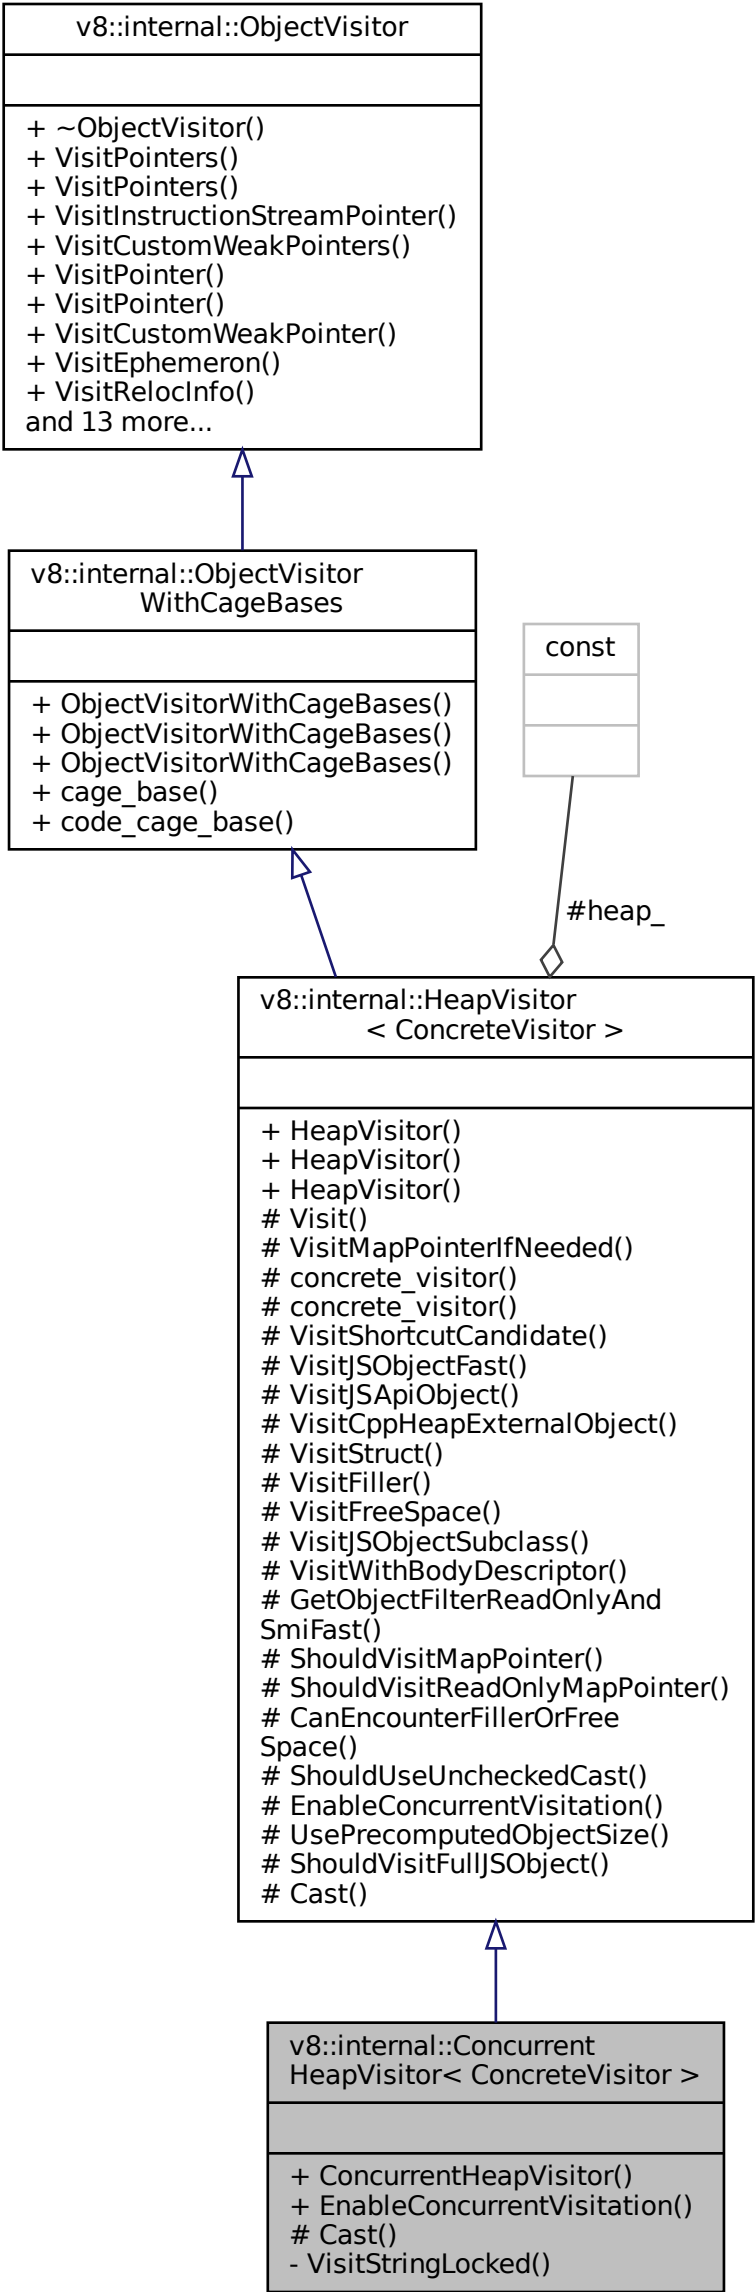 v8::internal::ObjectVisitor
+ ~ObjectVisitor()
+ VisitPointers()
+ VisitPointers()
+ VisitInstructionStreamPointer()
+ VisitCustomWeakPointers()
+ VisitPointer()
+ VisitPointer()
+ VisitCustomWeakPointer()
+ VisitEphemeron()
+ VisitRelocInfo()
and 13 more...
v8::internal::ObjectVisitor
WithCageBases
+ ObjectVisitorWithCageBases()
+ ObjectVisitorWithCageBases()
+ ObjectVisitorWithCageBases()
+ cage_base()
+ code_cage_base()
const
#heap_
v8::internal::HeapVisitor
< ConcreteVisitor >
+ HeapVisitor()
+ HeapVisitor()
+ HeapVisitor()
# Visit()
# VisitMapPointerIfNeeded()
# concrete_visitor()
# concrete_visitor()
# VisitShortcutCandidate()
# VisitJSObjectFast()
# VisitJSApiObject()
# VisitCppHeapExternalObject()
# VisitStruct()
# VisitFiller()
# VisitFreeSpace()
# VisitJSObjectSubclass()
# VisitWithBodyDescriptor()
# GetObjectFilterReadOnlyAnd
SmiFast()
# ShouldVisitMapPointer()
# ShouldVisitReadOnlyMapPointer()
# CanEncounterFillerOrFree
Space()
# ShouldUseUncheckedCast()
# EnableConcurrentVisitation()
# UsePrecomputedObjectSize()
# ShouldVisitFullJSObject()
# Cast()
v8::internal::Concurrent
HeapVisitor< ConcreteVisitor >
+ ConcurrentHeapVisitor()
+ EnableConcurrentVisitation()
# Cast()
- VisitStringLocked()